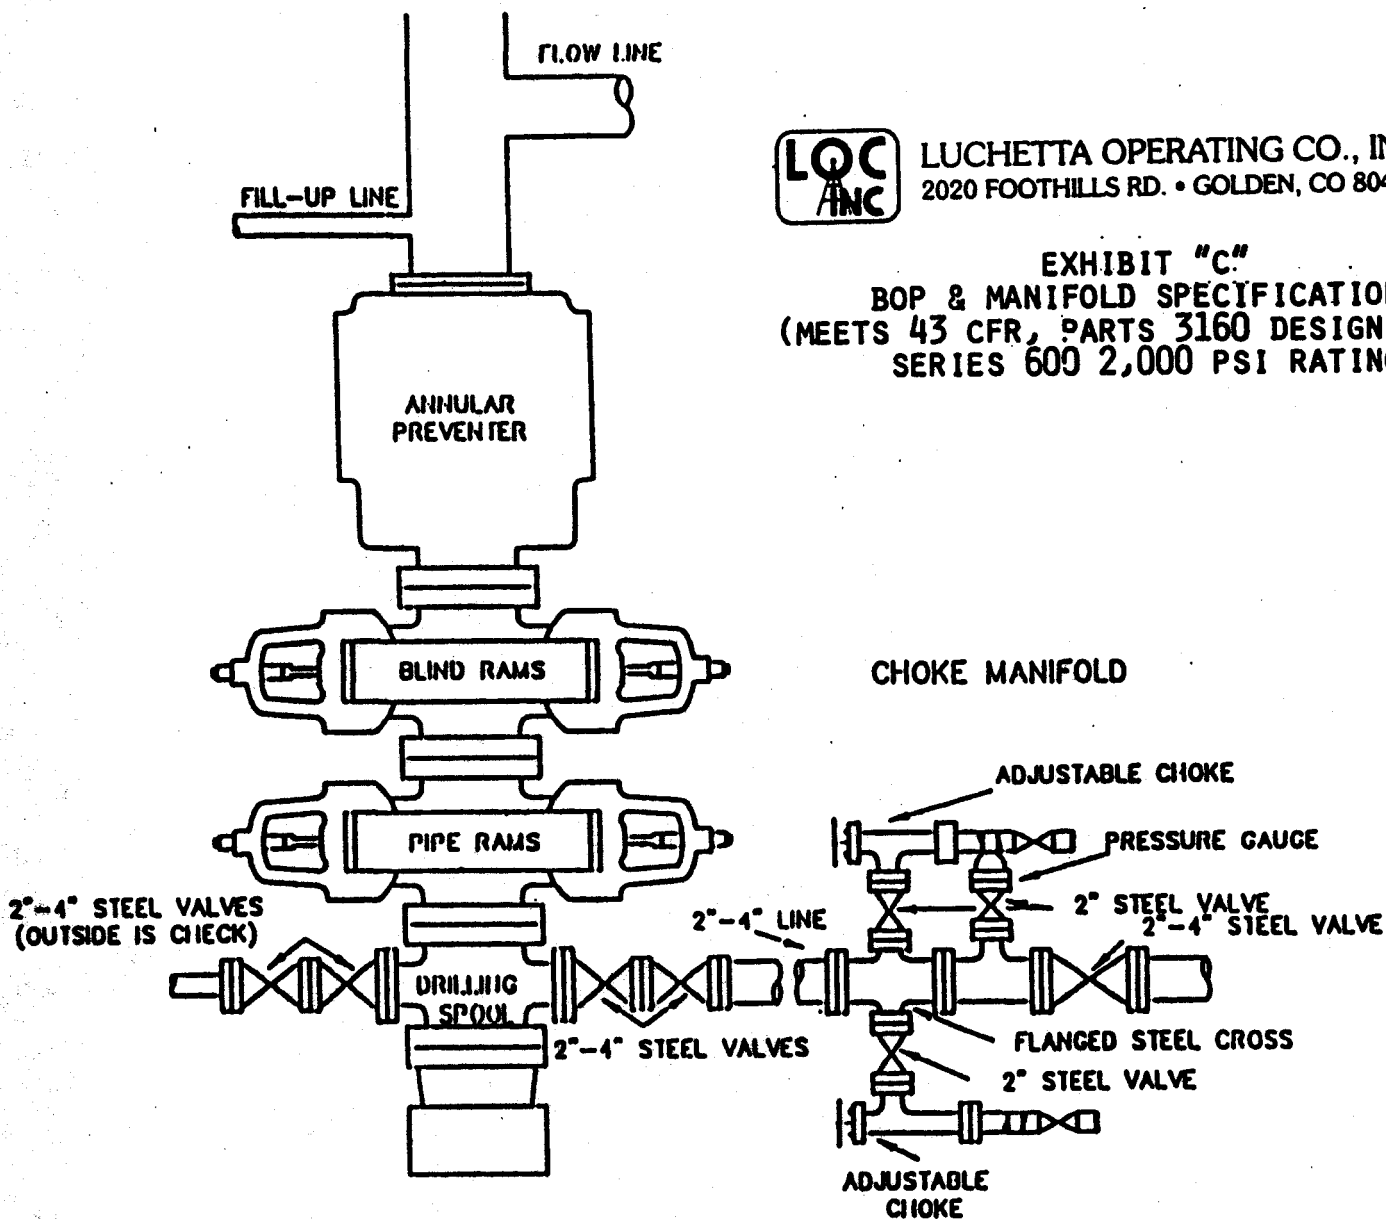 FLOW LINE
FILL-UP LINE
LOC
INC
LUCHETTA OPERATING CO.,
2020 FOOTHILLS RD. • GOLDEN, CO
EXHIBIT "C"
BOP & MANIFOLD
(MEETS 43 CFR, PARTS 3160 DESIGN
SERIES 600 2,000 PSI
ANNULAR
PREVENTER
BLIND RAMS
CHOKE MANIFOLD
ADJUSTABLE CHOKE
PIPE RAMS
PRESSURE GAUGE
2"-4" STEEL VALVES
(OUTSIDE IS CHECK)
2"-4" LINE
2" STEEL VALVE
2"-4" STEEL VALVE
DRILLING
SPOOL
2"-4" STEEL VALVES
FLANGED STEEL CROSS
2" STEEL VALVE
ADJUSTABLE
CHOKE